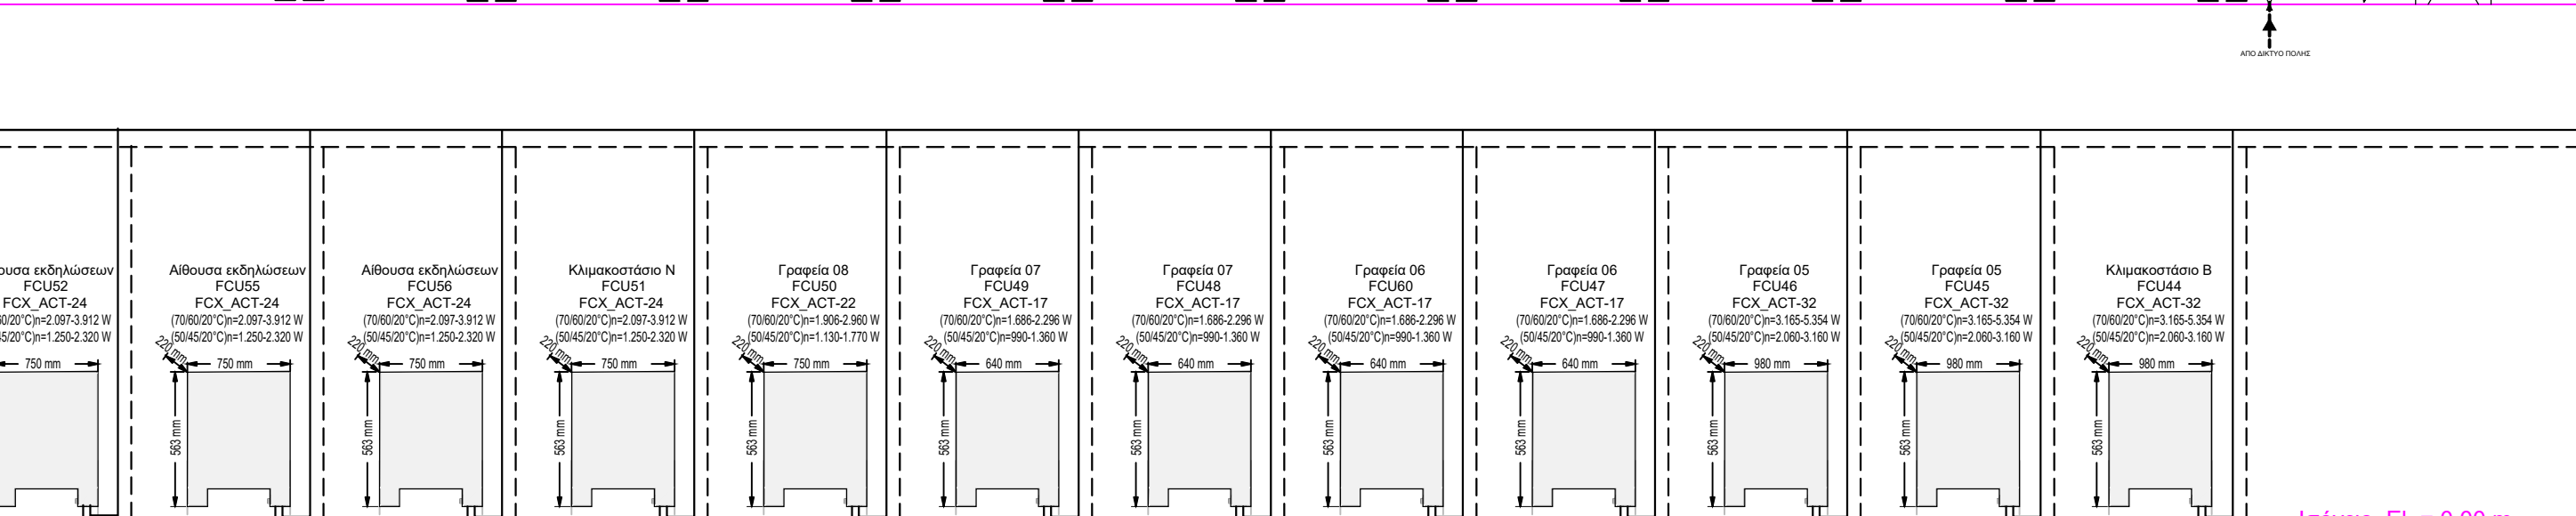 ΑΠΟ ΔΙΚΤΥΟ ΠΟΛΗΣ
εκδηλώσεων
FCU52
FCX_ACT-24
/20°C)n=2.097-3.912 W
/20°C)n=1.250-2.320 W
750 mm
Αίθουσα εκδηλώσεων
FCU55
FCX_ACT-24
(70/60/20°C)n=2.097-3.912 W
(50/45/20°C)n=1.250-2.320 W
220 mm
750 mm
563 mm
Αίθουσα εκδηλώσεων
FCU56
FCX_ACT-24
(70/60/20°C)n=2.097-3.912 W
(50/45/20°C)n=1.250-2.320 W
220 mm
750 mm
563 mm
Κλιμακοστάσιο Ν
FCU51
FCX_ACT-24
(70/60/20°C)n=2.097-3.912 W
(50/45/20°C)n=1.250-2.320 W
220 mm
750 mm
563 mm
Γραφεία 08
FCU50
FCX_ACT-22
(70/60/20°C)n=1.906-2.960 W
(50/45/20°C)n=1.130-1.770 W
220 mm
750 mm
563 mm
Γραφεία 07
FCU49
FCX_ACT-17
(70/60/20°C)n=1.686-2.296 W
(50/45/20°C)n=990-1.360 W
220 mm
640 mm
563 mm
Γραφεία 07
FCU48
FCX_ACT-17
(70/60/20°C)n=1.686-2.296 W
(50/45/20°C)n=990-1.360 W
220 mm
640 mm
563 mm
Γραφεία 06
FCU60
FCX_ACT-17
(70/60/20°C)n=1.686-2.296 W
(50/45/20°C)n=990-1.360 W
220 mm
640 mm
563 mm
Γραφεία 06
FCU47
FCX_ACT-17
(70/60/20°C)n=1.686-2.296 W
(50/45/20°C)n=990-1.360 W
220 mm
640 mm
563 mm
Γραφεία 05
FCU46
FCX_ACT-32
(70/60/20°C)n=3.165-5.354 W
(50/45/20°C)n=2.060-3.160 W
220 mm
980 mm
563 mm
Γραφεία 05
FCU45
FCX_ACT-32
(70/60/20°C)n=3.165-5.354 W
(50/45/20°C)n=2.060-3.160 W
220 mm
980 mm
563 mm
Κλιμακοστάσιο Β
FCU44
FCX_ACT-32
(70/60/20°C)n=3.165-5.354 W
(50/45/20°C)n=2.060-3.160 W
220 mm
980 mm
563 mm